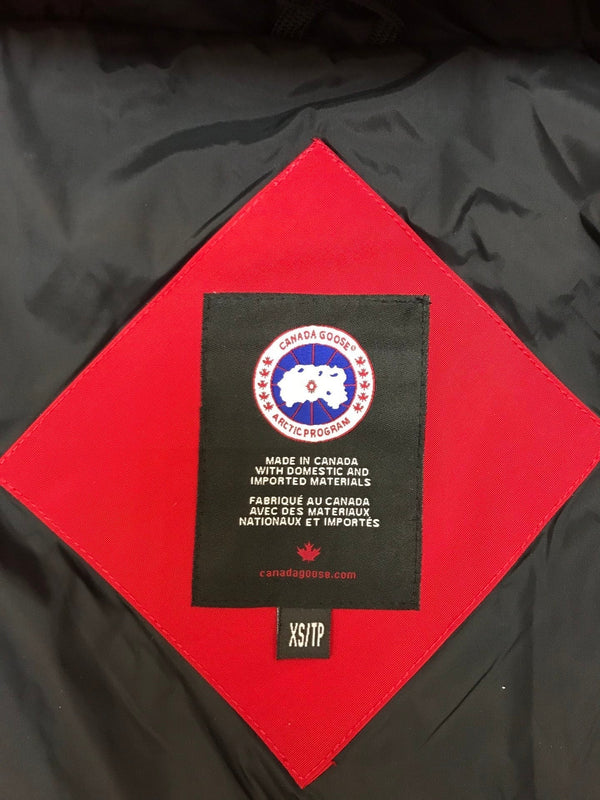 CANADA GOOSE®
ARCTIC PROGRAM
MADE IN CANADA
WITH DOMESTIC AND
IMPORTED MATERIALS
FABRIQUÉ AU CANADA
AVEC DES MATERIAUX
NATIONAUX ET IMPORTÉS
canadagoose.com
XS/TP